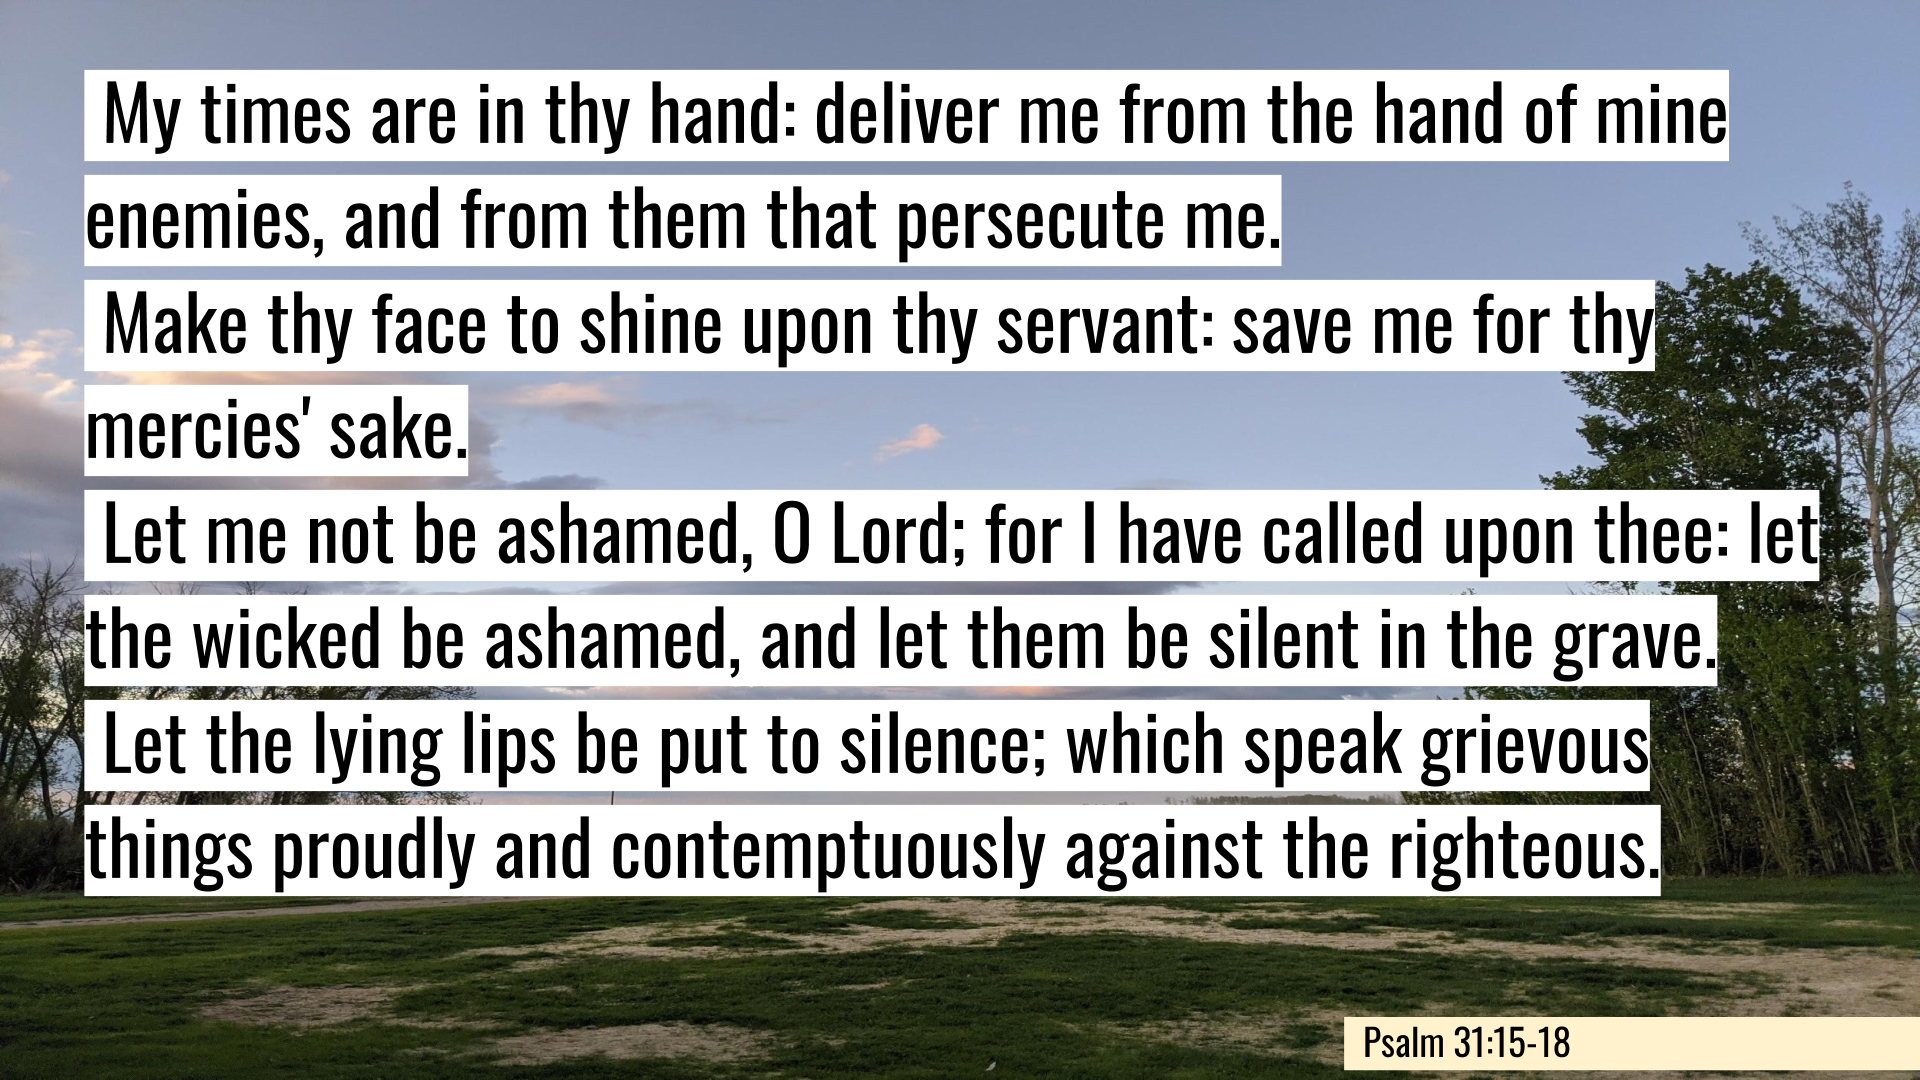 My times are in thy hand: deliver me from the hand of mine
enemies, and from them that persecute me.
Make thy face to shine upon thy servant: save me for thy
mercies' sake.
Let me not be ashamed, O Lord; for I have called upon thee: let
the wicked be ashamed, and let them be silent in the grave.
Let the lying lips be put to silence; which speak grievous
things proudly and contemptuously against the righteous.
Psalm 31:15-18